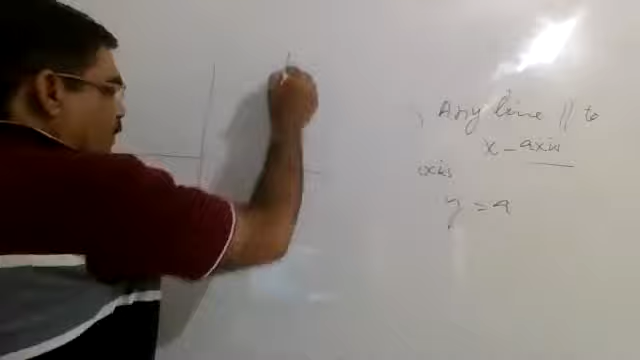 Any line || to
x - axis
axis
y = a